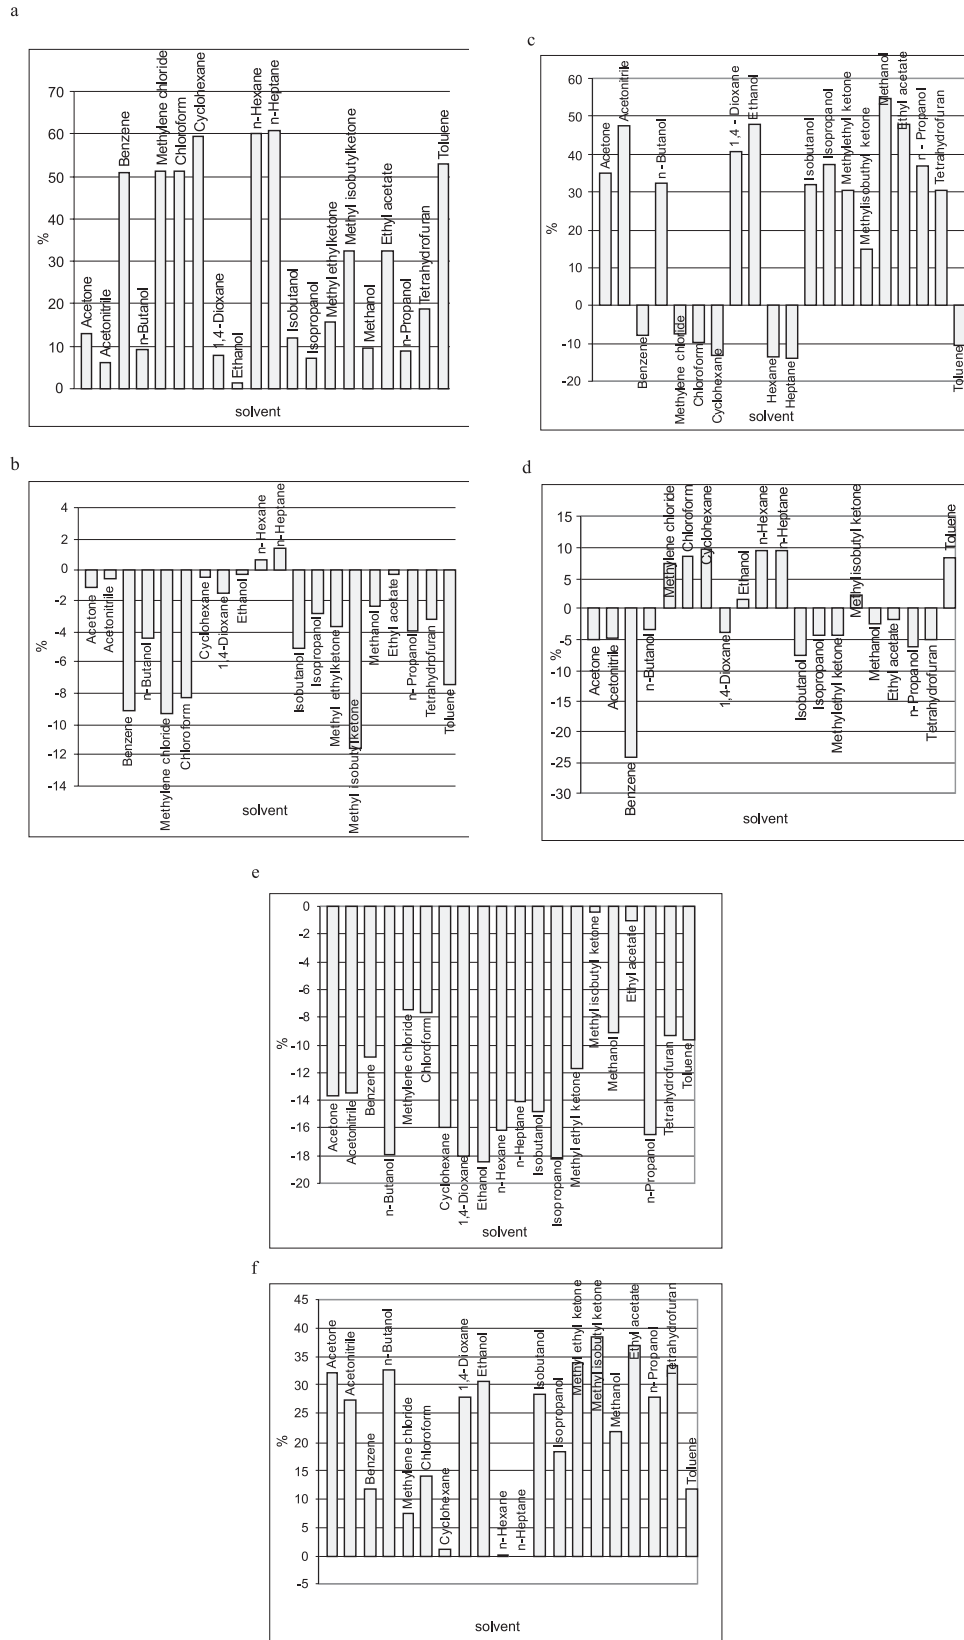 a
70
60
50
40
30
20
10
0
%
Acetone
Acetonitrile
Benzene
n-Butanol
Methylene chloride
Chloroform
Cyclohexane
1,4-Dioxane
Ethanol
n-Hexane
n-Heptane
Isobutanol
Isopropanol
Methyl ethylketone
Methyl isobutylketone
Methanol
Ethyl acetate
n-Propanol
Tetrahydrofuran
Toluene
solvent
c
60
50
40
30
20
10
0
-10
-20
%
Acetone
Acetonitrile
Benzene
n-Butanol
Methylene chloride
Chloroform
Cyclohexane
1,4 - Dioxane
Ethanol
Hexane
Heptane
Isobutanol
Isopropanol
Methylethyl ketone
Methylisobuthyl ketone
Methanol
Ethyl acetate
n - Propanol
Tetrahydrofuran
Toluene
solvent
b
4
2
0
-2
-4
-6
-8
-10
-12
-14
%
Acetone
Acetonitrile
Benzene
n-Butanol
Methylene chloride
Chloroform
Cyclohexane
1,4-Dioxane
Ethanol
n-Hexane
n-Heptane
Isobutanol
Isopropanol
Methyl ethylketone
Methyl isobutylketone
Methanol
Ethyl acetate
n-Propanol
Tetrahydrofuran
Toluene
solvent
d
15
10
5
0
-5
-10
-15
-20
-25
-30
%
Acetone
Acetonitrile
Benzene
n-Butanol
Methylene chloride
Chloroform
Cyclohexane
1,4-Dioxane
Ethanol
n-Hexane
n-Heptane
Isobutanol
Isopropanol
Methylethyl ketone
Methyl isobutyl ketone
Methanol
Ethyl acetate
n-Propanol
Tetrahydrofuran
Toluene
solvent
e
0
-2
-4
-6
-8
-10
-12
-14
-16
-18
-20
%
Acetone
Acetonitrile
Benzene
n-Butanol
Methylene chloride
Chloroform
Cyclohexane
1,4-Dioxane
Ethanol
n-Hexane
n-Heptane
Isobutanol
Isopropanol
Methyl ethyl ketone
Methyl isobutyl ketone
Methanol
Ethyl acetate
n-Propanol
Tetrahydrofuran
Toluene
solvent
f
45
40
35
30
25
20
15
10
5
0
-5
%
Acetone
Acetonitrile
Benzene
n-Butanol
Methylene chloride
Chloroform
Cyclohexane
1,4-Dioxane
Ethanol
n-Hexane
n-Heptane
Isobutanol
Isopropanol
Methyl ethyl ketone
Methyl isobutyl ketone
Methanol
Ethyl acetate
n-Propanol
Tetrahydrofuran
Toluene
solvent